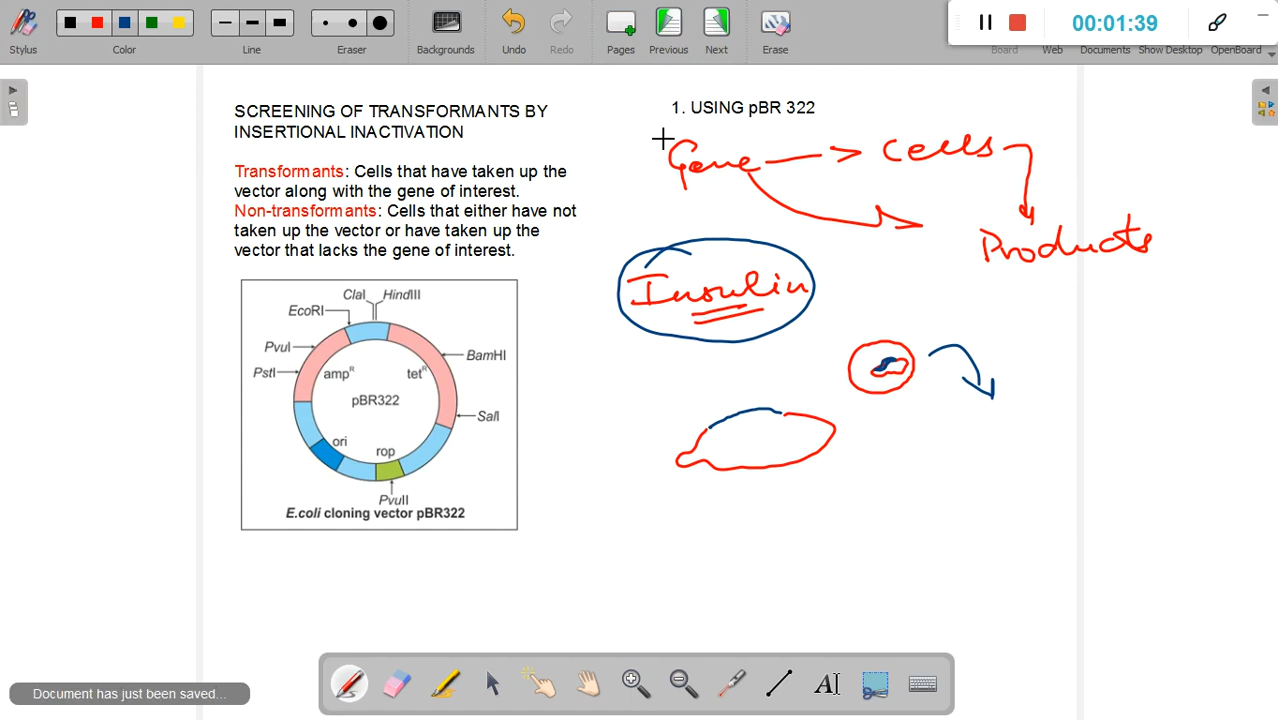 Stylus
Color
Line
Eraser
Backgrounds
Undo
Redo
Pages
Previous
Next
Erase
00:01:39
Board
Web
Documents
Show Desktop
OpenBoard
SCREENING OF TRANSFORMANTS BY
INSERTIONAL INACTIVATION
Transformants: Cells that have taken up the
vector along with the gene of interest.
Non-transformants: Cells that either have not
taken up the vector or have taken up the
vector that lacks the gene of interest.
ClaI HindIII
EcoRI
PvuI
PstI
BamHI
SalI
ampR
tetR
pBR322
ori
rop
PvuII
E.coli cloning vector pBR322
1. USING pBR 322
Gene
Cells
Products
Insulin
Document has just been saved...
AI